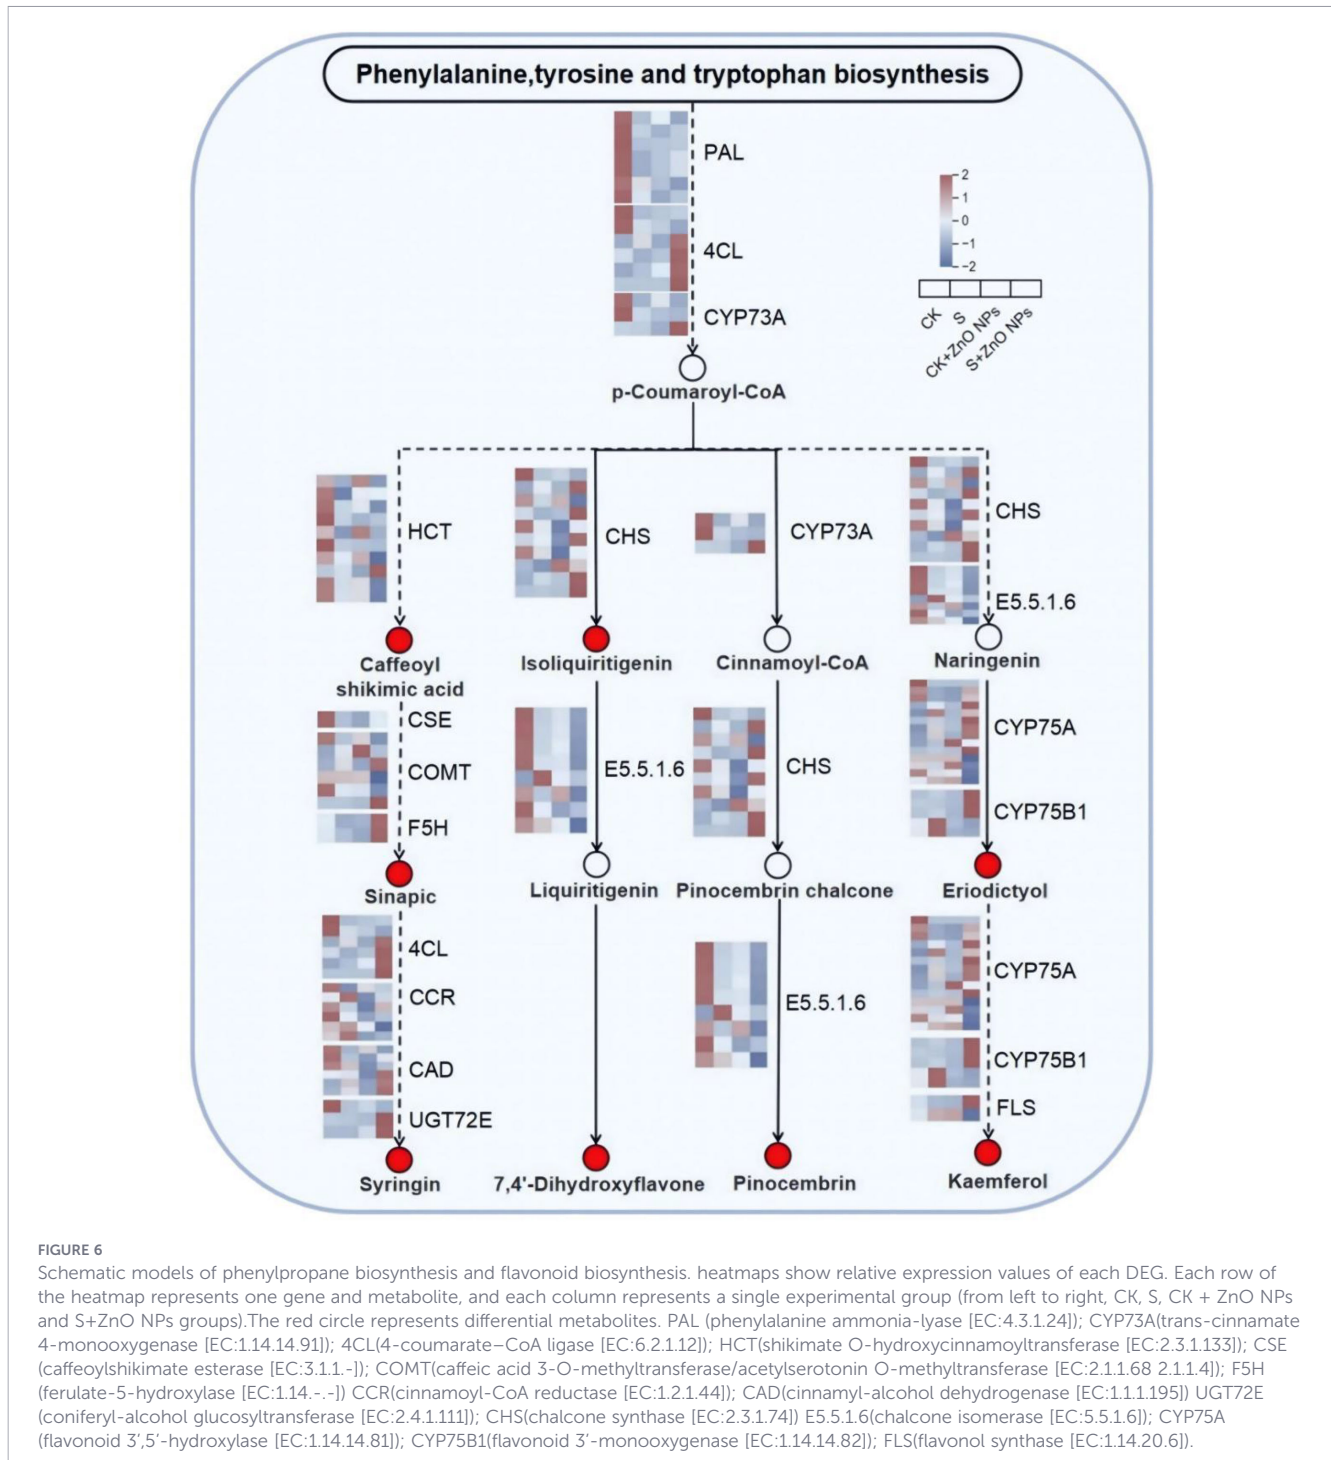 Phenylalanine,tyrosine and tryptophan biosynthesis
PAL
4CL
CYP73A
2
1
0
−1
−2
CK
S
CK+ZnO NPs
S+ZnO NPs
p-Coumaroyl-CoA
HCT
CHS
CYP73A
CHS
E5.5.1.6
Caffeoyl
shikimic acid
Isoliquiritigenin
Cinnamoyl-CoA
Naringenin
CSE
COMT
F5H
E5.5.1.6
CHS
CYP75A
CYP75B1
Sinapic
Liquiritigenin
Pinocembrin chalcone
Eriodictyol
4CL
CCR
CAD
UGT72E
E5.5.1.6
CYP75A
CYP75B1
FLS
Syringin
7,4'-Dihydroxyflavone
Pinocembrin
Kaemferol
FIGURE 6
Schematic models of phenylpropane biosynthesis and flavonoid biosynthesis. heatmaps show relative expression values of each DEG. Each row of
the heatmap represents one gene and metabolite, and each column represents a single experimental group (from left to right, CK, S, CK + ZnO NPs
and S+ZnO NPs groups).The red circle represents differential metabolites. PAL (phenylalanine ammonia-lyase [EC:4.3.1.24]); CYP73A(trans-cinnamate
4-monooxygenase [EC:1.14.14.91]); 4CL(4-coumarate–CoA ligase [EC:6.2.1.12]); HCT(shikimate O-hydroxycinnamoyltransferase [EC:2.3.1.133]); CSE
(caffeoylshikimate esterase [EC:3.1.1.-]); COMT(caffeic acid 3-O-methyltransferase/acetylserotonin O-methyltransferase [EC:2.1.1.68 2.1.1.4]); F5H
(ferulate-5-hydroxylase [EC:1.14.-.-]) CCR(cinnamoyl-CoA reductase [EC:1.2.1.44]); CAD(cinnamyl-alcohol dehydrogenase [EC:1.1.1.195]) UGT72E
(coniferyl-alcohol glucosyltransferase [EC:2.4.1.111]); CHS(chalcone synthase [EC:2.3.1.74]) E5.5.1.6(chalcone isomerase [EC:5.5.1.6]); CYP75A
(flavonoid 3′,5′-hydroxylase [EC:1.14.14.81]); CYP75B1(flavonoid 3′-monooxygenase [EC:1.14.14.82]); FLS(flavonol synthase [EC:1.14.20.6]).